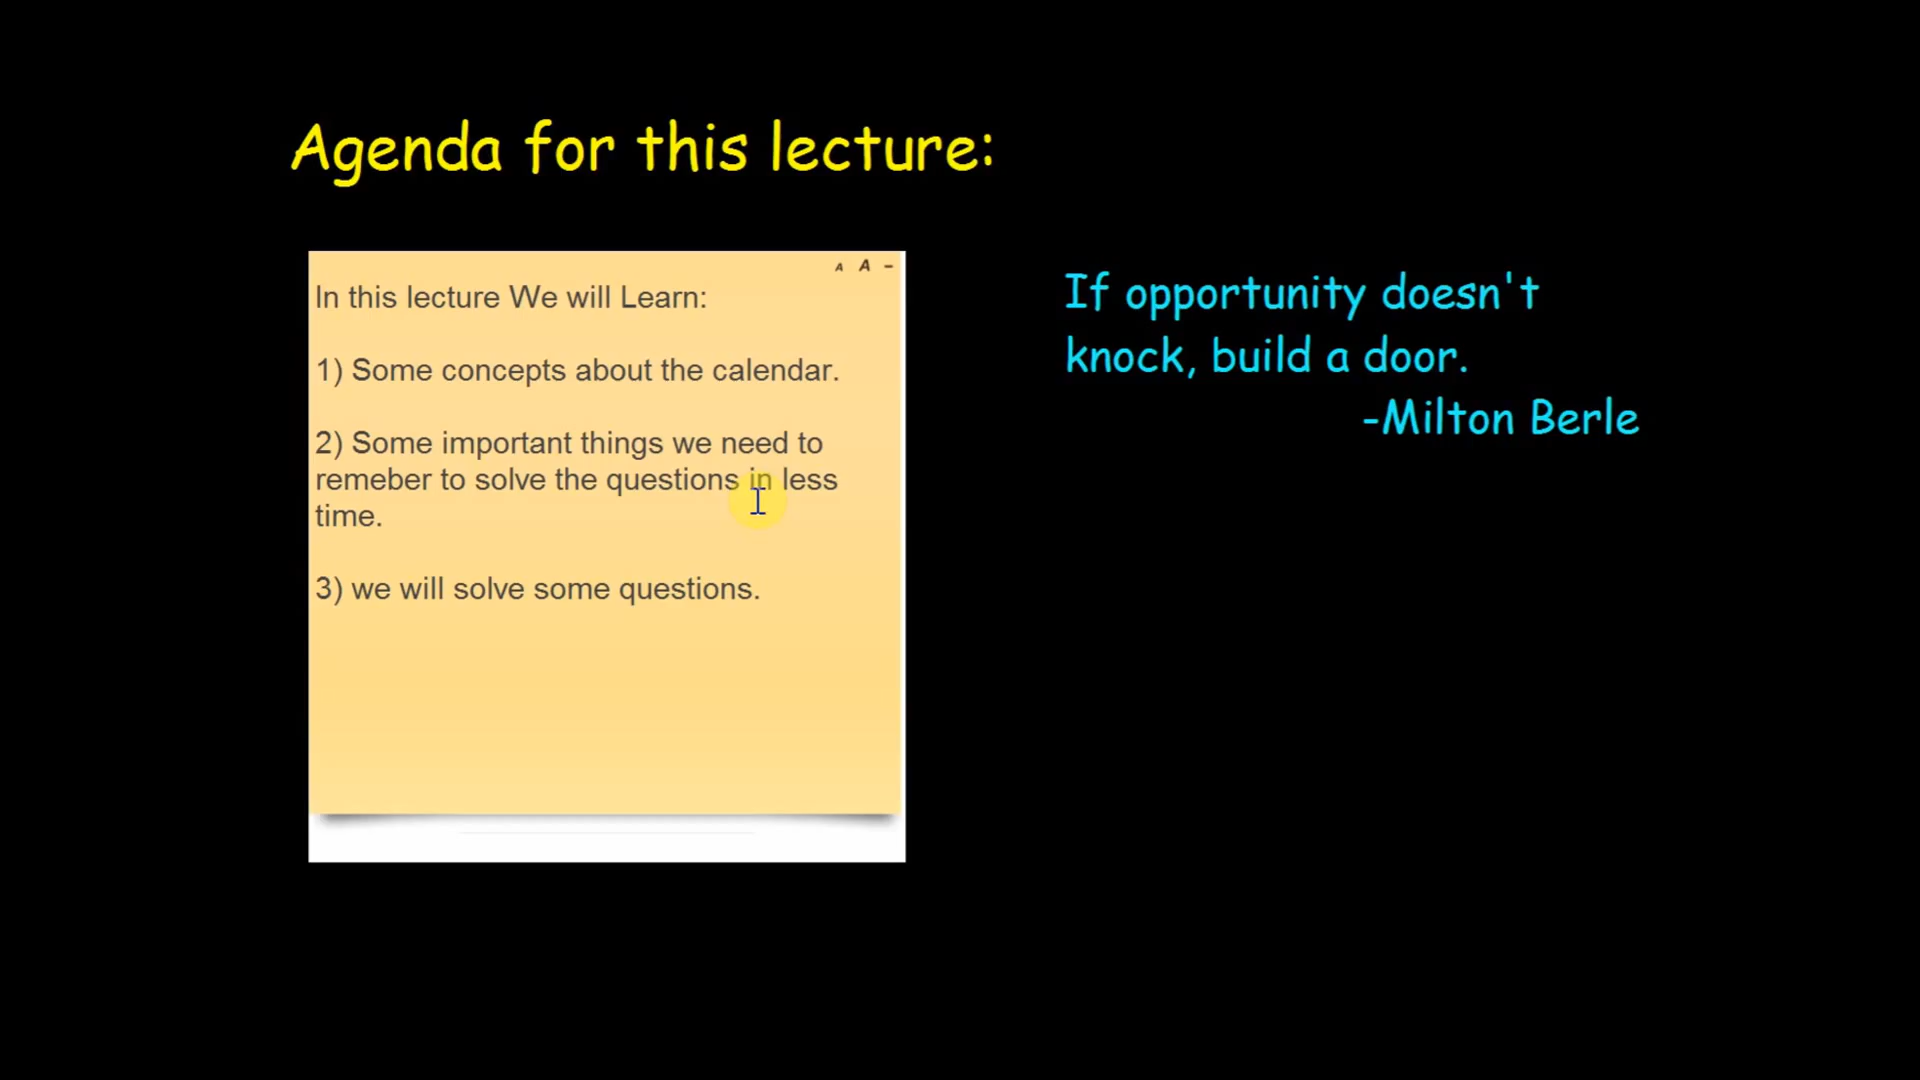 Agenda for this lecture:
A A -
In this lecture We will Learn:
1) Some concepts about the calendar.
2) Some important things we need to
remeber to solve the questions in less
time.
3) we will solve some questions.
If opportunity doesn't
knock, build a door.
-Milton Berle